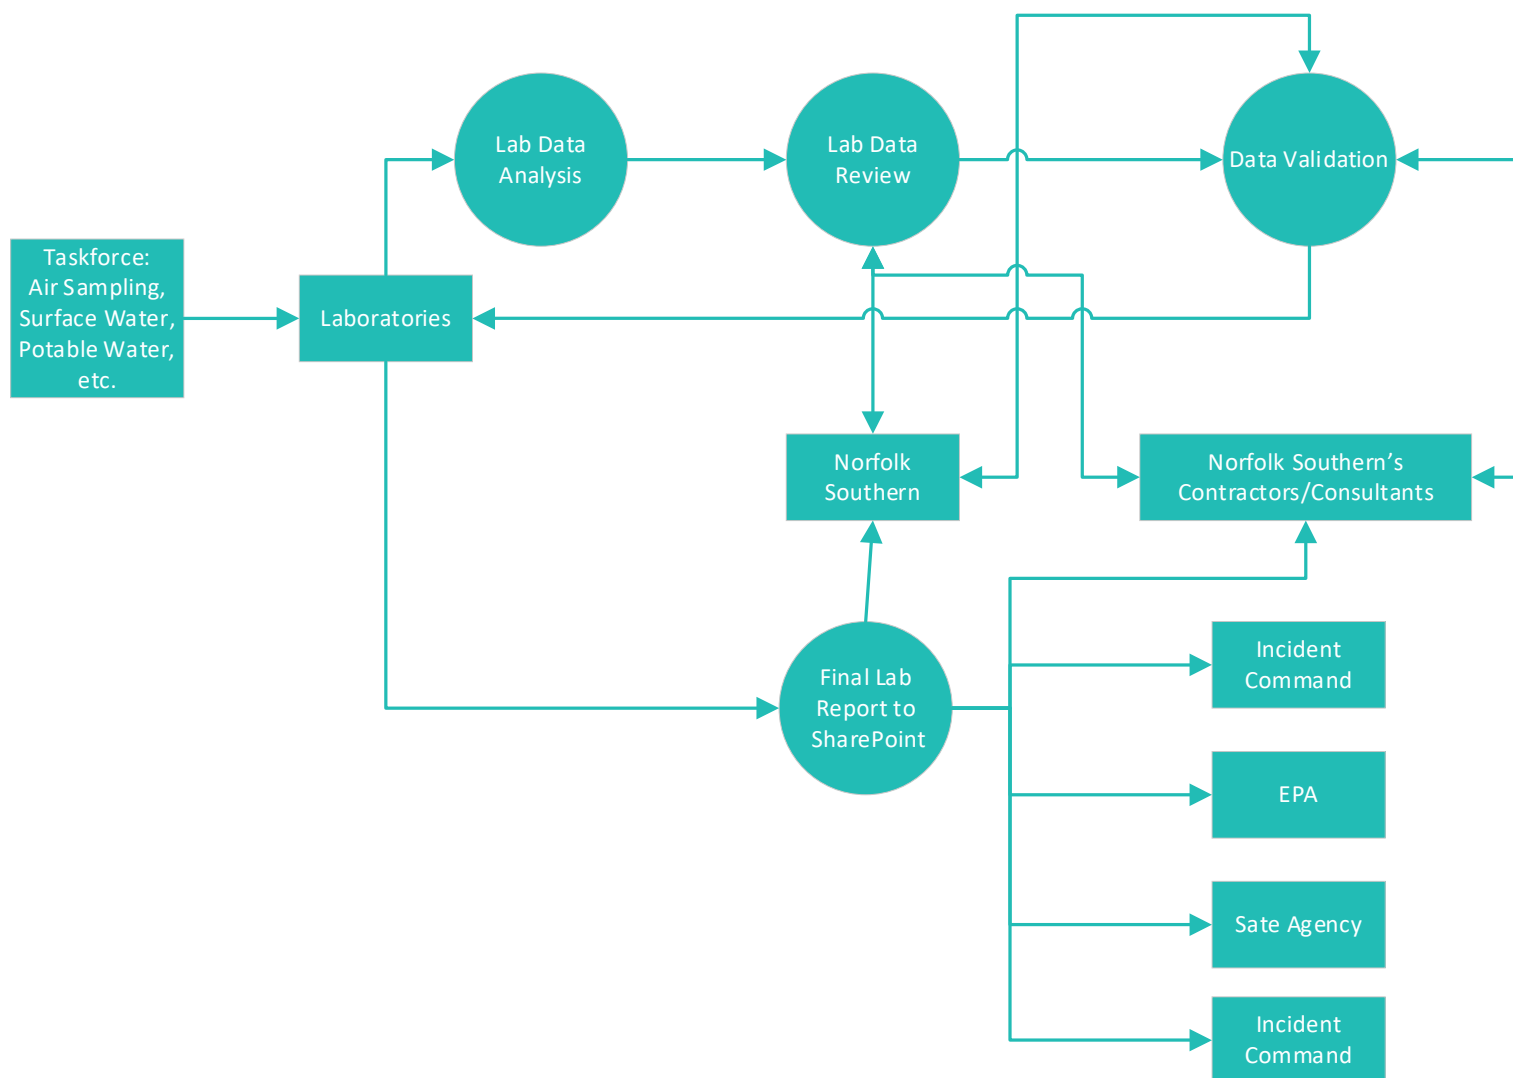 Lab Data
Analysis
Lab Data
Review
Data Validation
Taskforce:
Air Sampling,
Surface Water,
Potable Water,
etc.
Laboratories
Norfolk
Southern
Norfolk Southern’s
Contractors/Consultants
Final Lab
Report to
SharePoint
Incident
Command
EPA
Sate Agency
Incident
Command